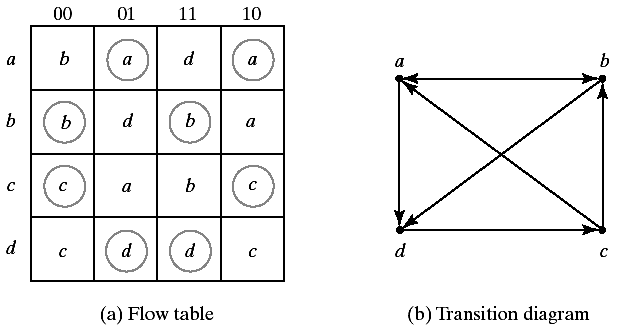 00 01 11 10
a b a d a a b
b b d b a
c c a b c
d c d d c d c
(a) Flow table (b) Transition diagram